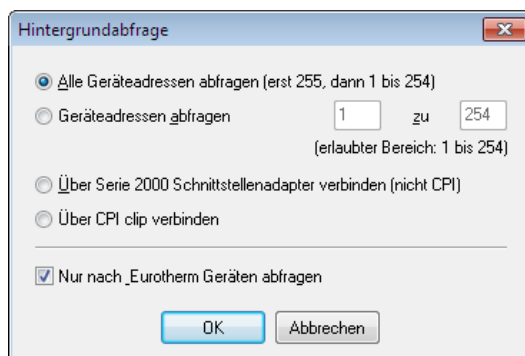 Hintergrundabfrage
Alle Geräteadressen abfragen (erst 255, dann 1 bis 254)
Geräteadressen abfragen 1 zu 254
(erlaubter Bereich: 1 bis 254)
Über Serie 2000 Schnittstellenadapter verbinden (nicht CPI)
Über CPI clip verbinden
Nur nach _Eurotherm Geräten abfragen
OK Abbrechen